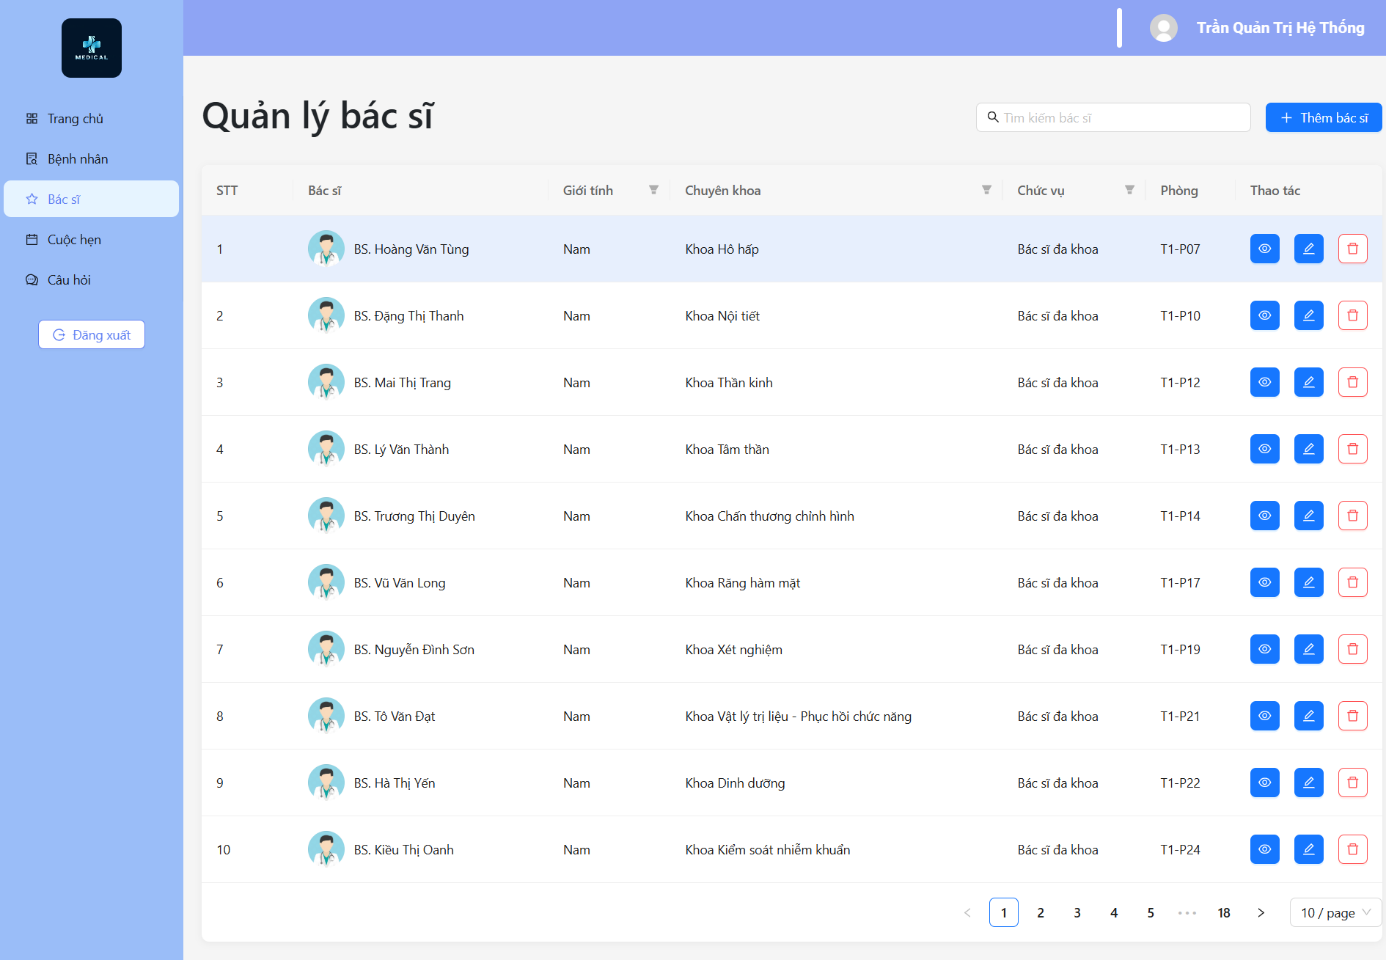 MEDICAL
Trần Quản Trị Hệ Thống
Trang chủ
Bệnh nhân
Bác sĩ
Cuộc hẹn
Câu hỏi
Đăng xuất
Quản lý bác sĩ
Tìm kiếm bác sĩ
+ Thêm bác sĩ
STT Bác sĩ Giới tính Chuyên khoa Chức vụ Phòng Thao tác
1 BS. Hoàng Văn Tùng Nam Khoa Hô hấp Bác sĩ đa khoa T1-P07
2 BS. Đặng Thị Thanh Nam Khoa Nội tiết Bác sĩ đa khoa T1-P10
3 BS. Mai Thị Trang Nam Khoa Thần kinh Bác sĩ đa khoa T1-P12
4 BS. Lý Văn Thành Nam Khoa Tâm thần Bác sĩ đa khoa T1-P13
5 BS. Trương Thị Duyên Nam Khoa Chấn thương chỉnh hình Bác sĩ đa khoa T1-P14
6 BS. Vũ Văn Long Nam Khoa Răng hàm mặt Bác sĩ đa khoa T1-P17
7 BS. Nguyễn Đình Sơn Nam Khoa Xét nghiệm Bác sĩ đa khoa T1-P19
8 BS. Tô Văn Đạt Nam Khoa Vật lý trị liệu - Phục hồi chức năng Bác sĩ đa khoa T1-P21
9 BS. Hà Thị Yến Nam Khoa Dinh dưỡng Bác sĩ đa khoa T1-P22
10 BS. Kiều Thị Oanh Nam Khoa Kiểm soát nhiễm khuẩn Bác sĩ đa khoa T1-P24
< 1 2 3 4 5 ••• 18 > 10 / page